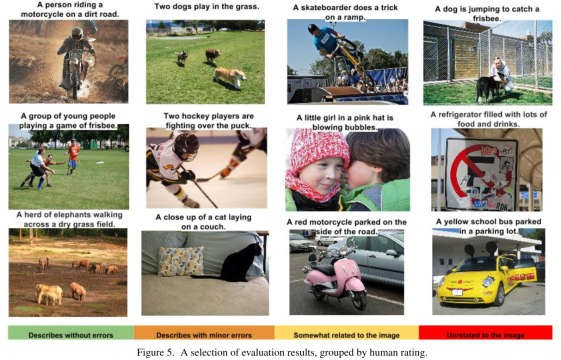 A person riding a
motorcycle on a dirt road.
Two dogs play in the grass.
A skateboarder does a trick
on a ramp.
A dog is jumping to catch a
frisbee.
A group of young people
playing a game of frisbee.
Two hockey players are
fighting over the puck.
A little girl in a pink hat is
blowing bubbles.
A refrigerator filled with lots of
food and drinks.
A herd of elephants walking
across a dry grass field.
A close up of a cat laying
on a couch.
A red motorcycle parked on the
side of the road.
A yellow school bus parked
in a parking lot.
Describes without errors
Describes with minor errors
Somewhat related to the image
Unrelated to the image
Figure 5. A selection of evaluation results, grouped by human rating.